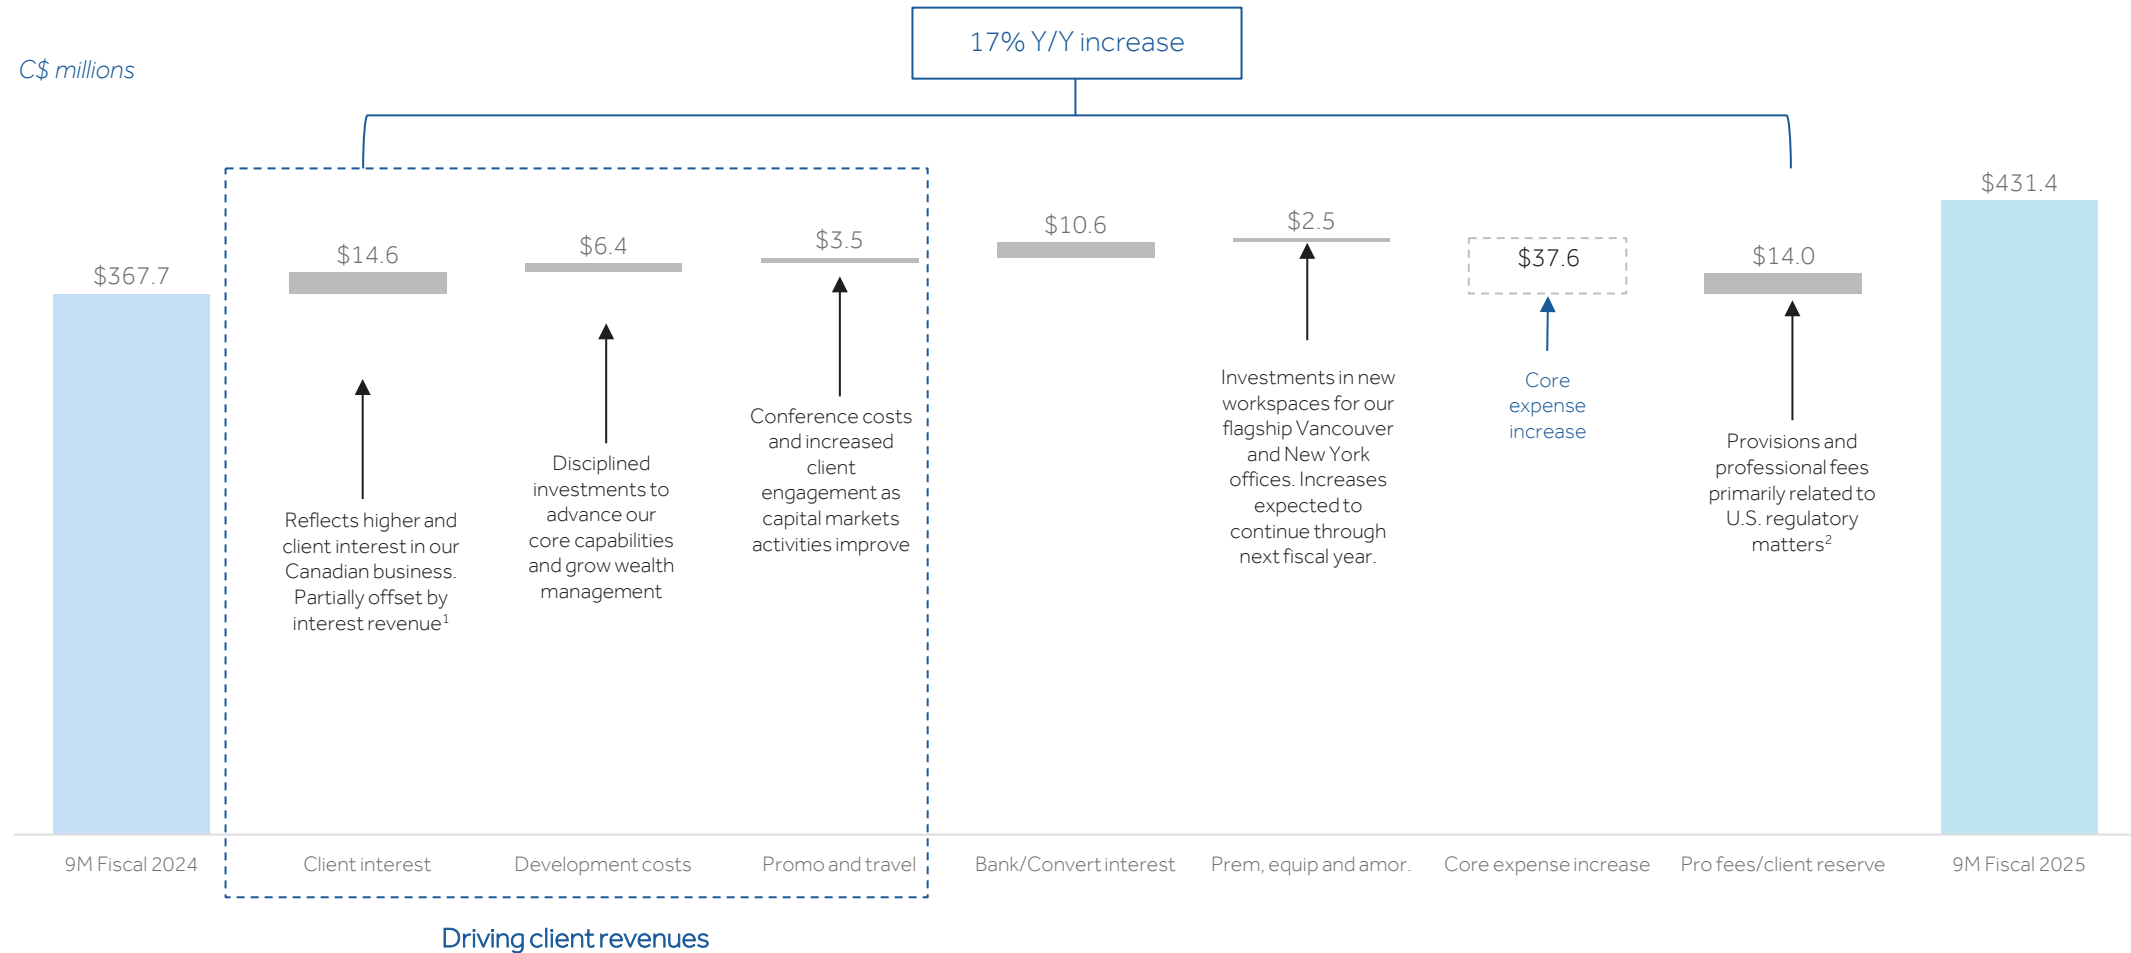 17% Y/Y increase
C$ millions
$367.7
$14.6
$6.4
$3.5
$10.6
$2.5
$37.6
$14.0
$431.4
Reflects higher and
client interest in our
Canadian business.
Partially offset by
interest revenue1
Disciplined
investments to
advance our
core capabilities
and grow wealth
management
Conference costs
and increased
client
engagement as
capital markets
activities improve
Investments in new
workspaces for our
flagship Vancouver
and New York
offices. Increases
expected to
continue through
next fiscal year.
Core
expense
increase
Provisions and
professional fees
primarily related to
U.S. regulatory
matters2
9M Fiscal 2024
Client interest
Development costs
Promo and travel
Bank/Convert interest
Prem, equip and amor.
Core expense increase
Pro fees/client reserve
9M Fiscal 2025
Driving client revenues